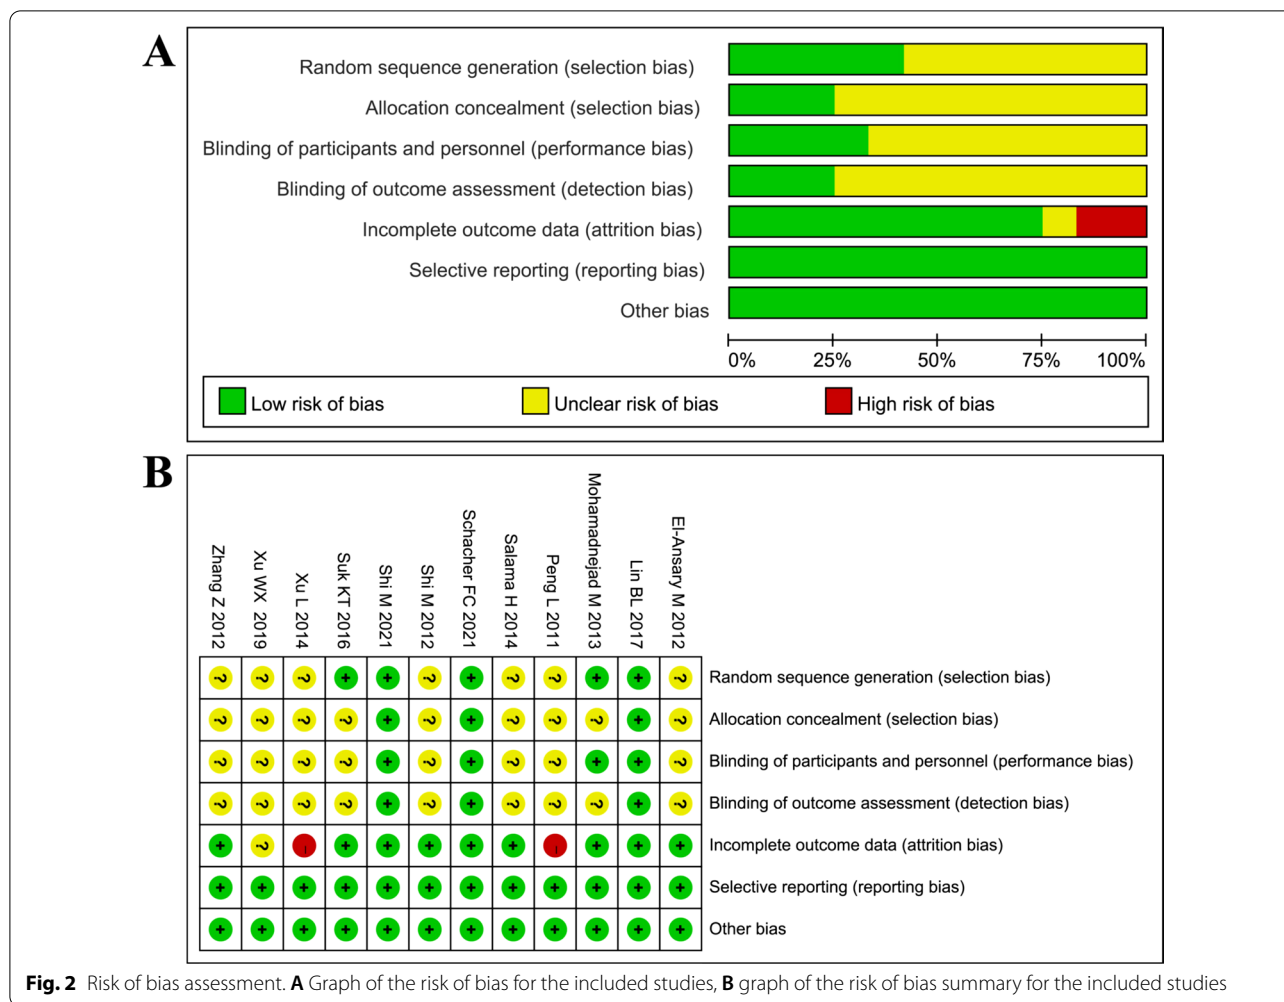 A
Random sequence generation (selection bias)
Allocation concealment (selection bias)
Blinding of participants and personnel (performance bias)
Blinding of outcome assessment (detection bias)
Incomplete outcome data (attrition bias)
Selective reporting (reporting bias)
Other bias
0% 25% 50% 75% 100%
Low risk of bias Unclear risk of bias High risk of bias
B
Zhang Z 2012
Xu WX 2019
Xu L 2014
Suk KT 2016
Shi M 2021
Shi M 2012
Schacher FC 2021
Salama H 2014
Peng L 2011
Mohamadnejad M 2013
Lin BL 2017
El-Ansary M 2012
? ? ? + + ? + ? ? + + ? Random sequence generation (selection bias)
? ? ? ? + ? + ? ? ? + ? Allocation concealment (selection bias)
? ? ? ? + ? + ? ? + + ? Blinding of participants and personnel (performance bias)
? ? ? ? + ? + ? ? ? + ? Blinding of outcome assessment (detection bias)
+ ? - + + + + + - + + + Incomplete outcome data (attrition bias)
+ + + + + + + + + + + + Selective reporting (reporting bias)
+ + + + + + + + + + + + Other bias
Fig. 2 Risk of bias assessment. A Graph of the risk of bias for the included studies, B graph of the risk of bias summary for the included studies